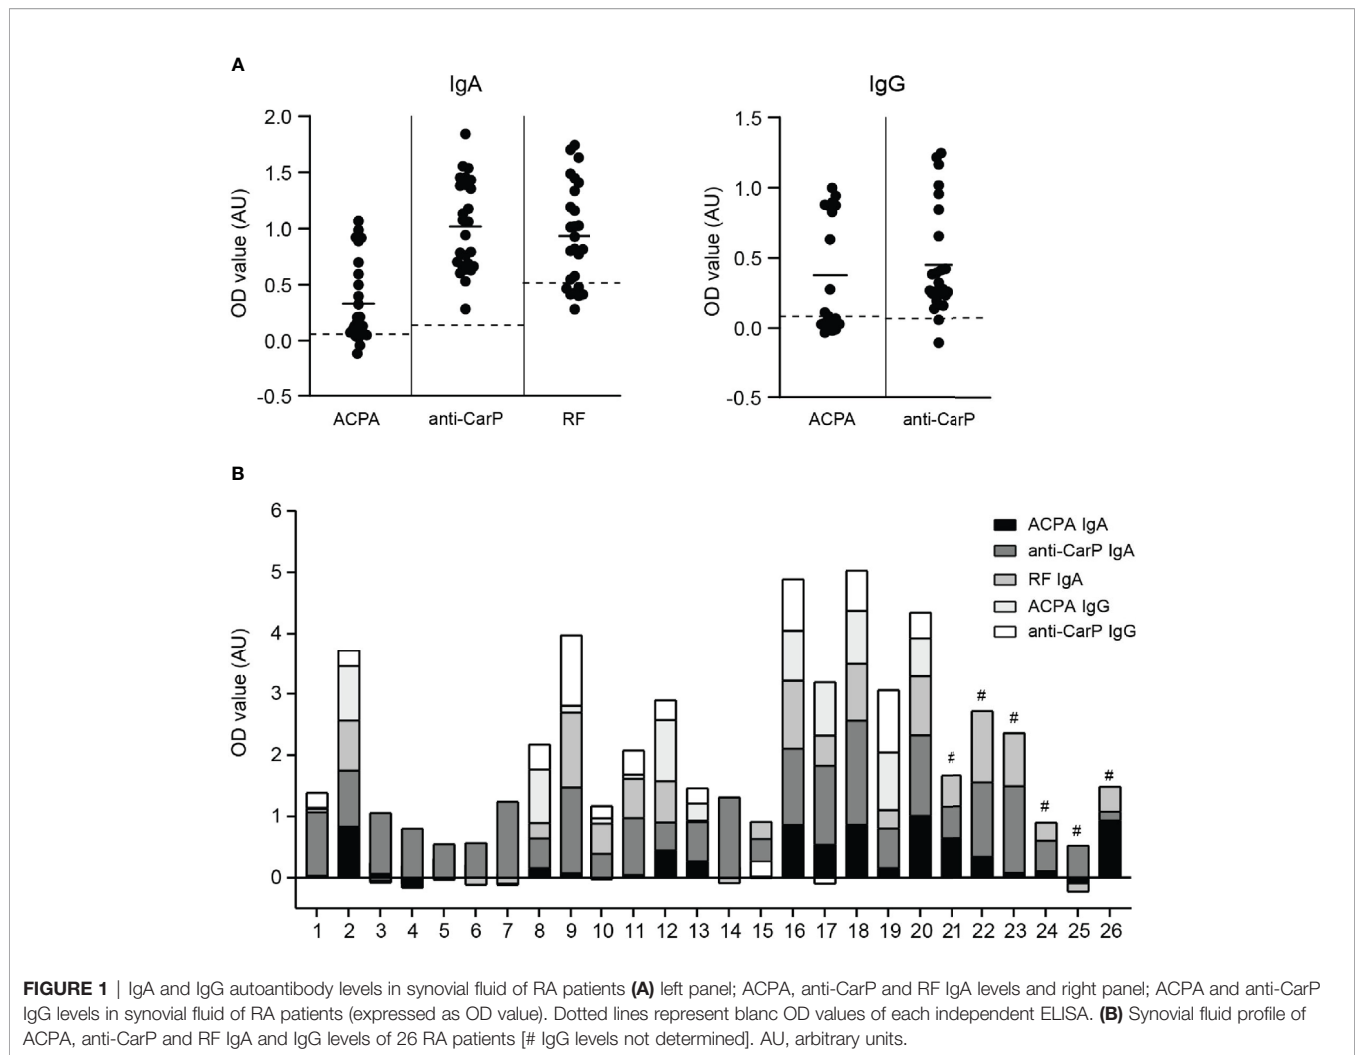 A
IgA
IgG
OD value (AU)
2.0
1.5
1.0
0.5
0.0
-0.5
ACPA
anti-CarP
RF
OD value (AU)
1.5
1.0
0.5
0.0
-0.5
ACPA
anti-CarP
B
OD value (AU)
6
5
4
3
2
1
0
ACPA IgA
anti-CarP IgA
RF IgA
ACPA IgG
anti-CarP IgG
# # # # # #
1 2 3 4 5 6 7 8 9 10 11 12 13 14 15 16 17 18 19 20 21 22 23 24 25 26
FIGURE 1 | IgA and IgG autoantibody levels in synovial fluid of RA patients (A) left panel; ACPA, anti-CarP and RF IgA levels and right panel; ACPA and anti-CarP
IgG levels in synovial fluid of RA patients (expressed as OD value). Dotted lines represent blanc OD values of each independent ELISA. (B) Synovial fluid profile of
ACPA, anti-CarP and RF IgA and IgG levels of 26 RA patients [# IgG levels not determined]. AU, arbitrary units.